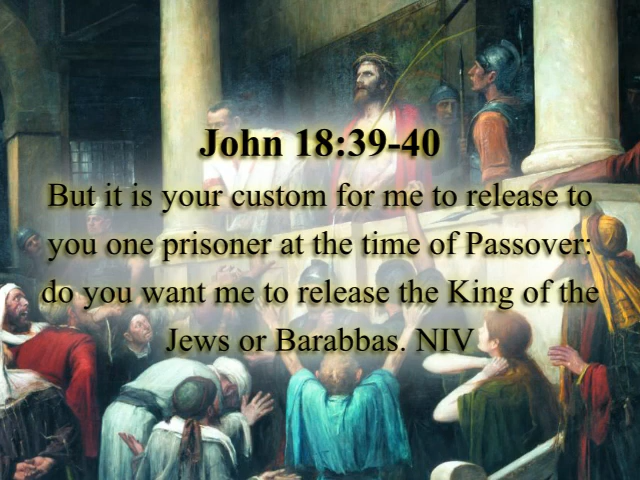 John 18:39-40
But it is your custom for me to release to
you one prisoner at the time of Passover:
do you want me to release the King of the
Jews or Barabbas. NIV